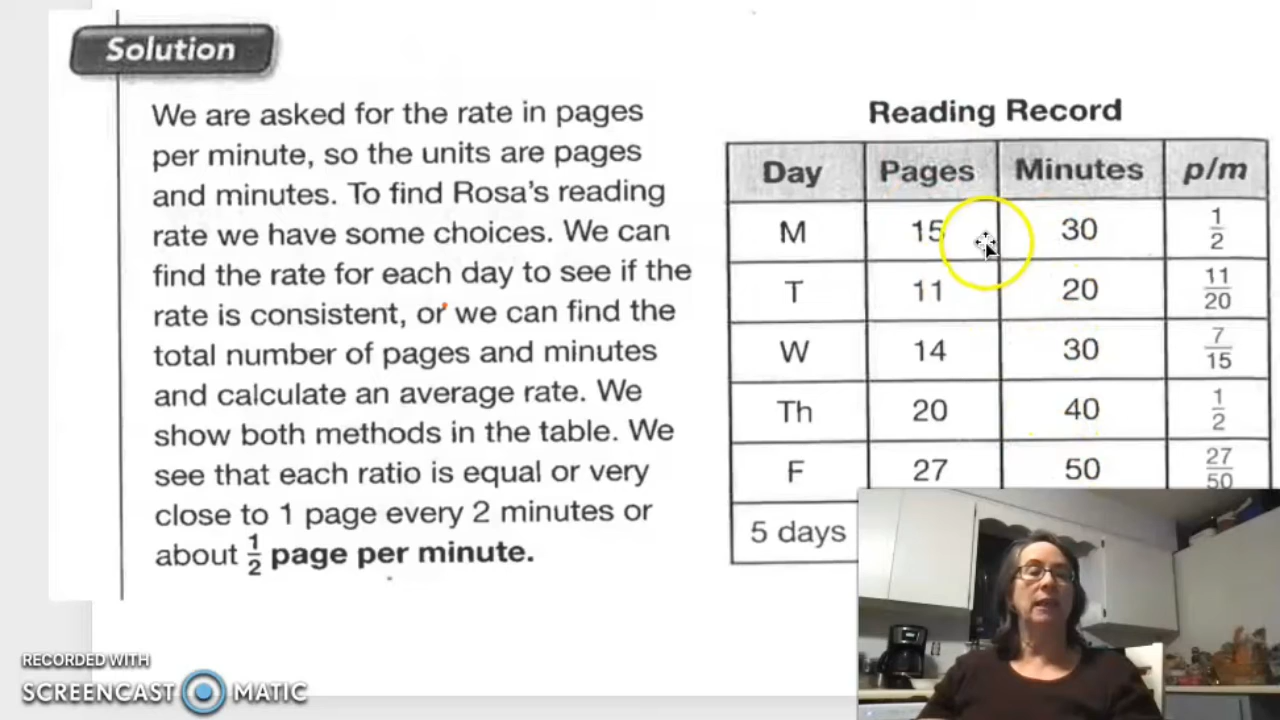 Solution
We are asked for the rate in pages
per minute, so the units are pages
and minutes. To find Rosa's reading
rate we have some choices. We can
find the rate for each day to see if the
rate is consistent, or we can find the
total number of pages and minutes
and calculate an average rate. We
show both methods in the table. We
see that each ratio is equal or very
close to 1 page every 2 minutes or
about 1/2 page per minute.
Reading Record
Day Pages Minutes p/m
M 15 30 1/2
T 11 20 11/20
W 14 30 7/15
Th 20 40 1/2
F 27 50 27/50
5 days
RECORDED WITH
SCREENCAST MATIC